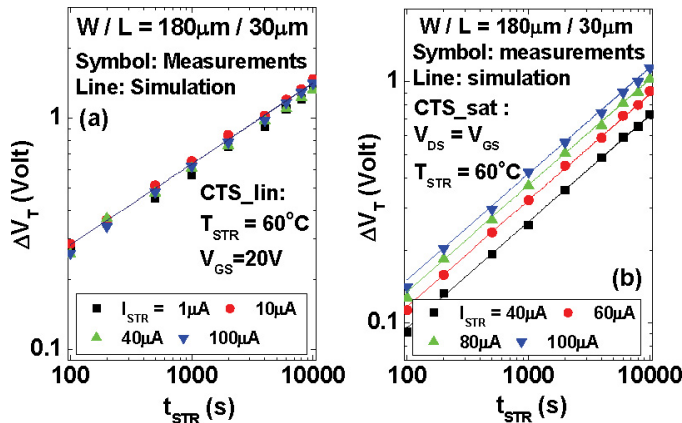 W / L = 180μm / 30μm
Symbol: Measurements
Line: Simulation
(a)
1
ΔV_T (Volt)
CTS_lin:
T_STR = 60°C
V_GS=20V
I_STR = 1μA
10μA
40μA
100μA
0.1
100
1000
10000
t_STR (s)
W / L = 180μm / 30μm
Symbol: measurements
Line: simulation
1
CTS_sat :
V_DS = V_GS
T_STR = 60°C
ΔV_T (Volt)
(b)
I_STR = 40μA
60μA
80μA
100μA
0.1
100
1000
10000
t_STR (s)